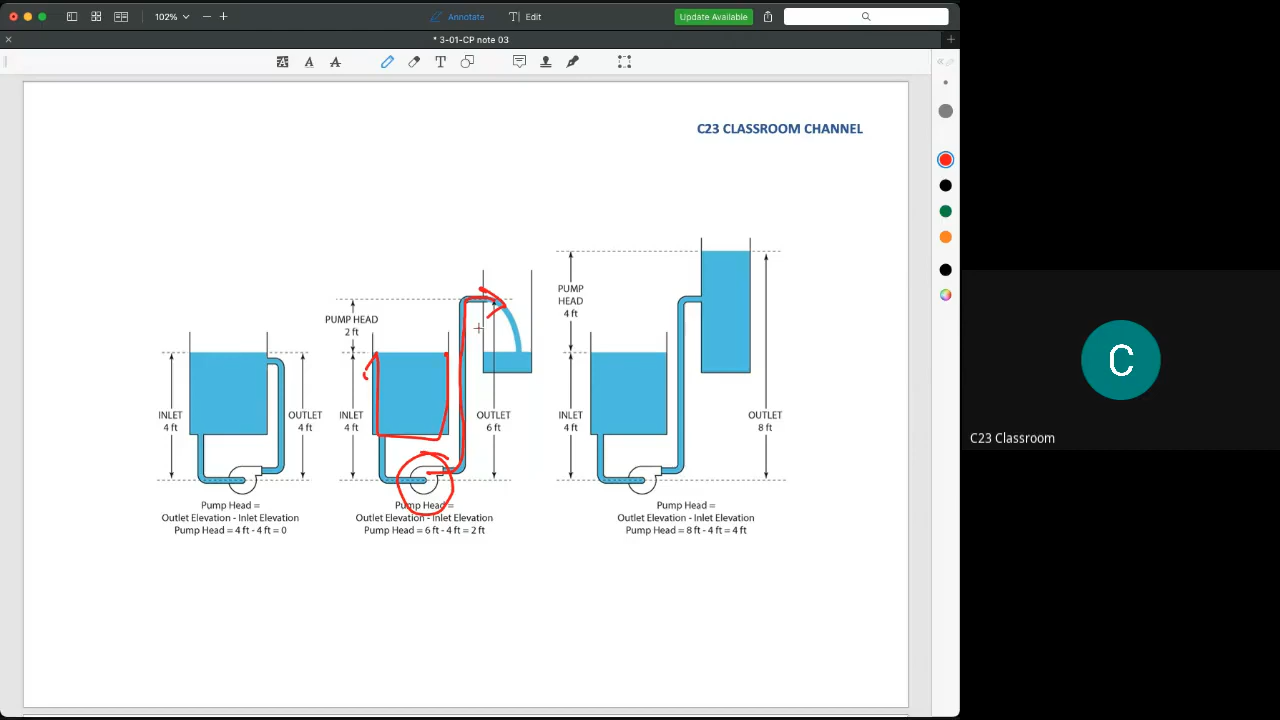 102%
Annotate
Edit
Update Available
* 3-01-CP note 03
C23 CLASSROOM CHANNEL
INLET
4 ft
OUTLET
4 ft
Pump Head =
Outlet Elevation - Inlet Elevation
Pump Head = 4 ft - 4 ft = 0
PUMP HEAD
2 ft
INLET
4 ft
OUTLET
6 ft
Pump Head =
Outlet Elevation - Inlet Elevation
Pump Head = 6 ft - 4 ft = 2 ft
PUMP
HEAD
4 ft
INLET
4 ft
OUTLET
8 ft
Pump Head =
Outlet Elevation - Inlet Elevation
Pump Head = 8 ft - 4 ft = 4 ft
C
C23 Classroom